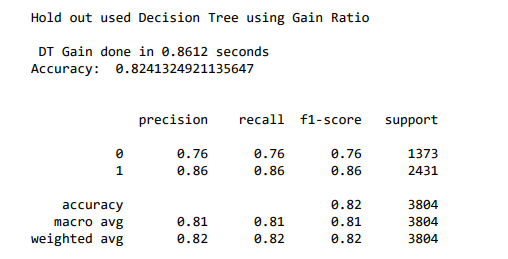 Hold out used Decision Tree using Gain Ratio
DT Gain done in 0.8612 seconds
Accuracy: 0.8241324921135647
precision recall f1-score support
0 0.76 0.76 0.76 1373
1 0.86 0.86 0.86 2431
accuracy 0.82 3804
macro avg 0.81 0.81 0.81 3804
weighted avg 0.82 0.82 0.82 3804